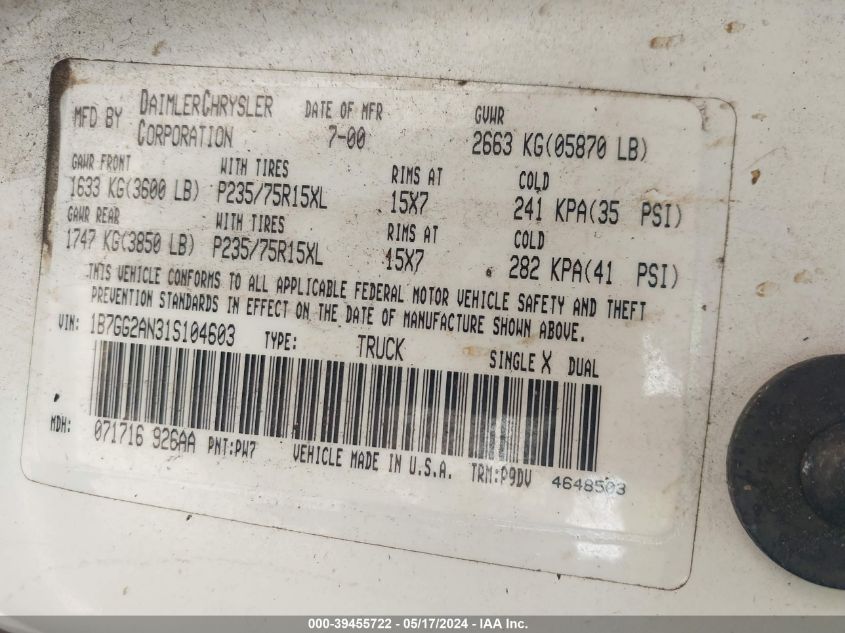 MFD BY DAIMLERCHRYSLER CORPORATION DATE OF MFR 7-00 GVWR 2663 KG(05870 LB)
GAWR FRONT WITH TIRES RIMS AT COLD
1633 KG(3600 LB) P235/75R15XL 15X7 241 KPA(35 PSI)
GAWR REAR WITH TIRES RIMS AT COLD
1747 KG(3850 LB) P235/75R15XL 15X7 282 KPA(41 PSI)
THIS VEHICLE CONFORMS TO ALL APPLICABLE FEDERAL MOTOR VEHICLE SAFETY AND THEFT
PREVENTION STANDARDS IN EFFECT ON THE DATE OF MANUFACTURE SHOWN ABOVE.
VIN: 1B7GG2AN31S104603 TYPE: TRUCK SINGLE X DUAL
MDH: 071716 926AA PNT:PW7 VEHICLE MADE IN U.S.A. TRM:P9DV 4648503
000-39455722 - 05/17/2024 - IAA Inc.